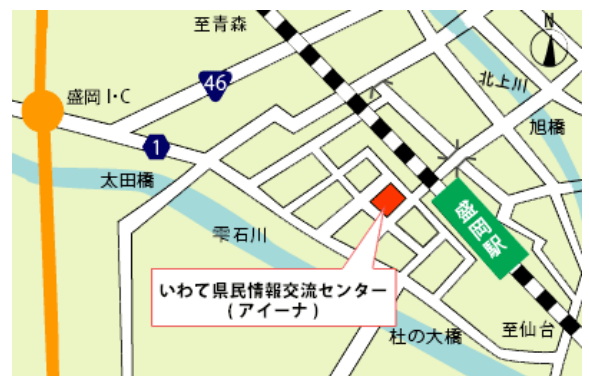 至青森
N
46
盛岡 I・C
北上川
旭橋
1
太田橋
盛岡駅
雫石川
いわて県民情報交流センター
(アイーナ)
杜の大橋
至仙台